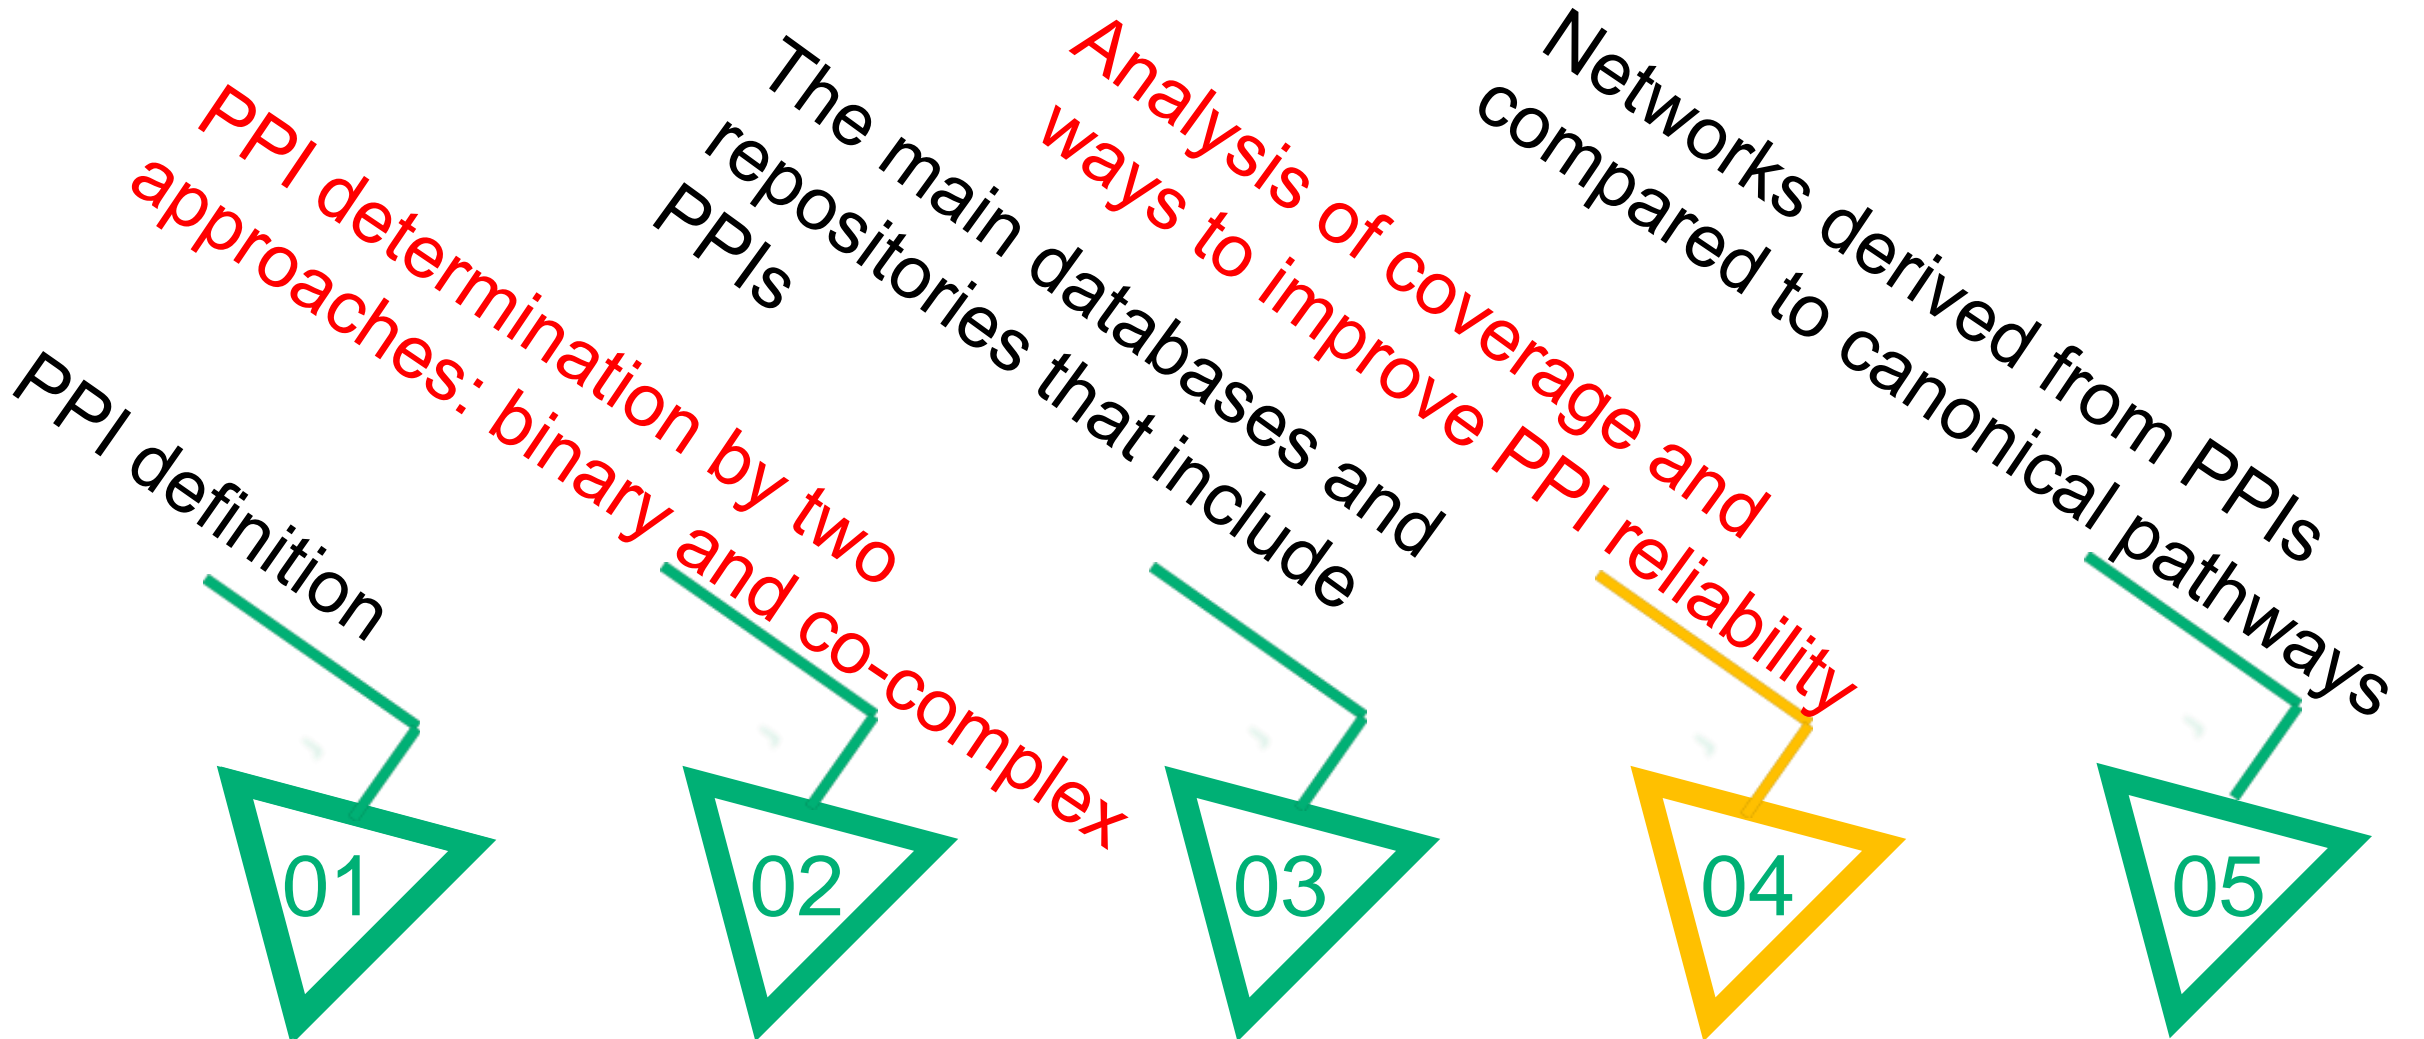 PPI definition
01
PPI determination by two
approaches: binary and co-complex
02
The main databases and
repositories that include
PPIs
03
Analysis of coverage and
ways to improve PPI reliability
04
Networks derived from PPIs
compared to canonical pathways
05